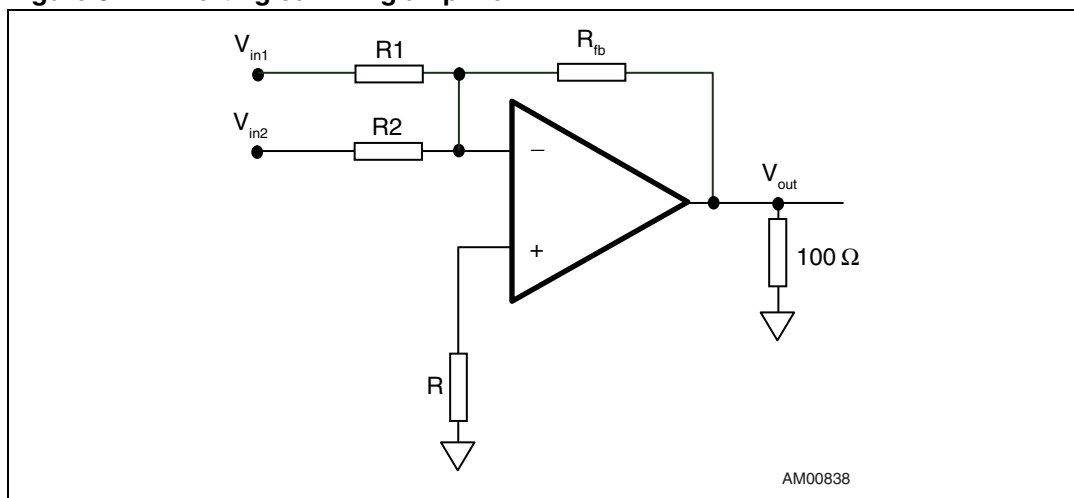 V_in1
R1
R_fb
V_in2
R2
−
V_out
+
100 Ω
R
AM00838